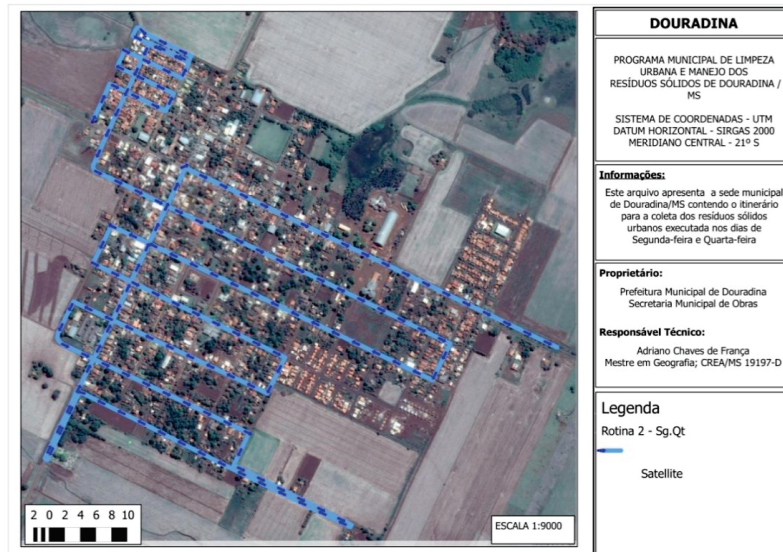 DOURADINA
PROGRAMA MUNICIPAL DE LIMPEZA
URBANA E MANEJO DOS
RESÍDUOS SÓLIDOS DE DOURADINA /
MS
SISTEMA DE COORDENADAS - UTM
DATUM HORIZONTAL - SIRGAS 2000
MERIDIANO CENTRAL - 21º S
Informações:
Este arquivo apresenta a sede municipal
de Douradina/MS contendo o itinerário
para a coleta dos resíduos sólidos
urbanos executada nos dias de
Segunda-feira e Quarta-feira
Proprietário:
Prefeitura Municipal de Douradina
Secretaria Municipal de Obras
Responsável Técnico:
Adriano Chaves de França
Mestre em Geografia; CREA/MS 19197-D
Legenda
Rotina 2 - Sg.Qt
Satellite
2 0 2 4 6 8 10
ESCALA 1:9000